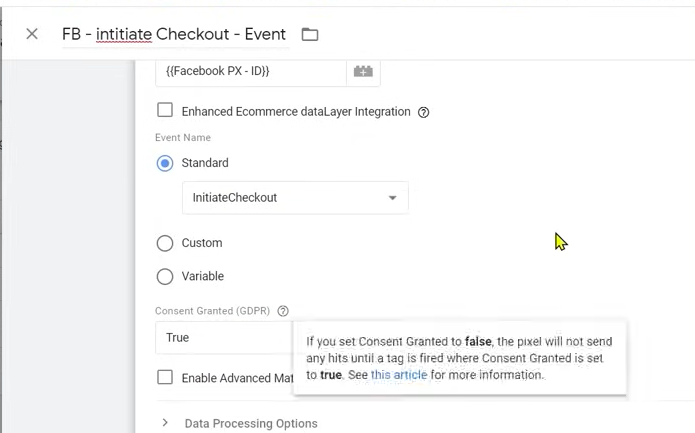 FB - intitiate Checkout - Event
{{Facebook PX - ID}}
Enhanced Ecommerce dataLayer Integration
Event Name
Standard
InitiateCheckout
Custom
Variable
Consent Granted (GDPR)
True
If you set Consent Granted to false, the pixel will not send
any hits until a tag is fired where Consent Granted is set
to true. See this article for more information.
Enable Advanced Mat
Data Processing Options